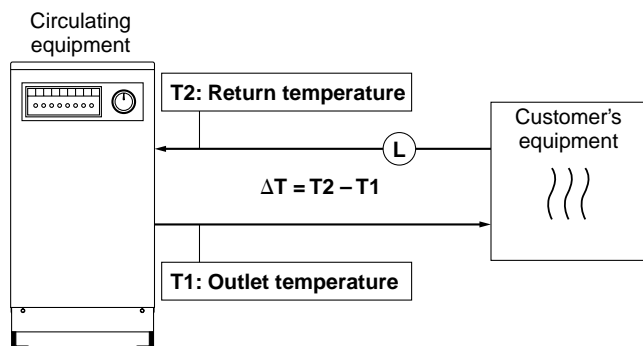 Circulating
equipment
T2: Return temperature
Customer's
equipment
L
ΔT = T2 – T1
T1: Outlet temperature